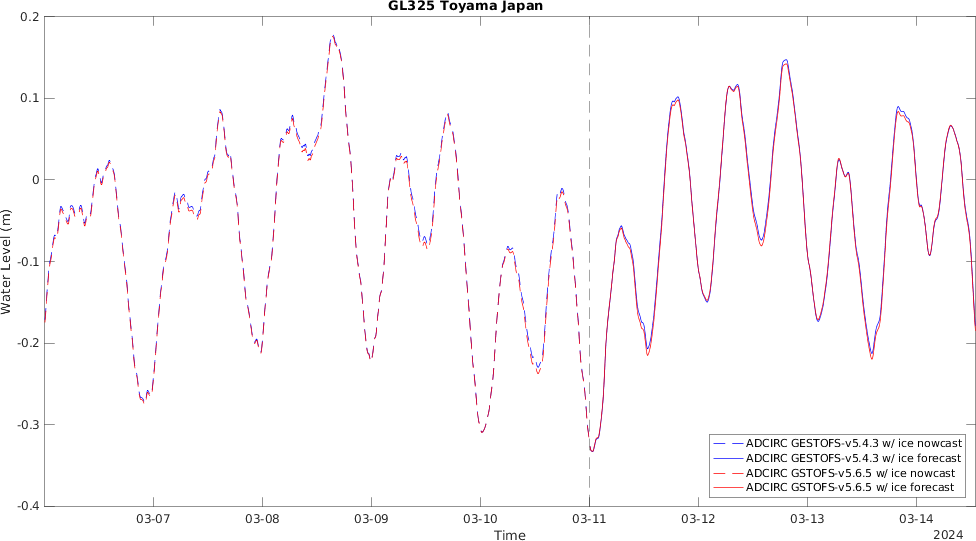 GL325 Toyama Japan
0.2
0.1
0
-0.1
-0.2
-0.3
-0.4
Water Level (m)
ADCIRC GESTOFS-v5.4.3 w/ ice nowcast
ADCIRC GESTOFS-v5.4.3 w/ ice forecast
ADCIRC GSTOFS-v5.6.5 w/ ice nowcast
ADCIRC GSTOFS-v5.6.5 w/ ice forecast
03-07 03-08 03-09 03-10 03-11 03-12 03-13 03-14
Time
2024